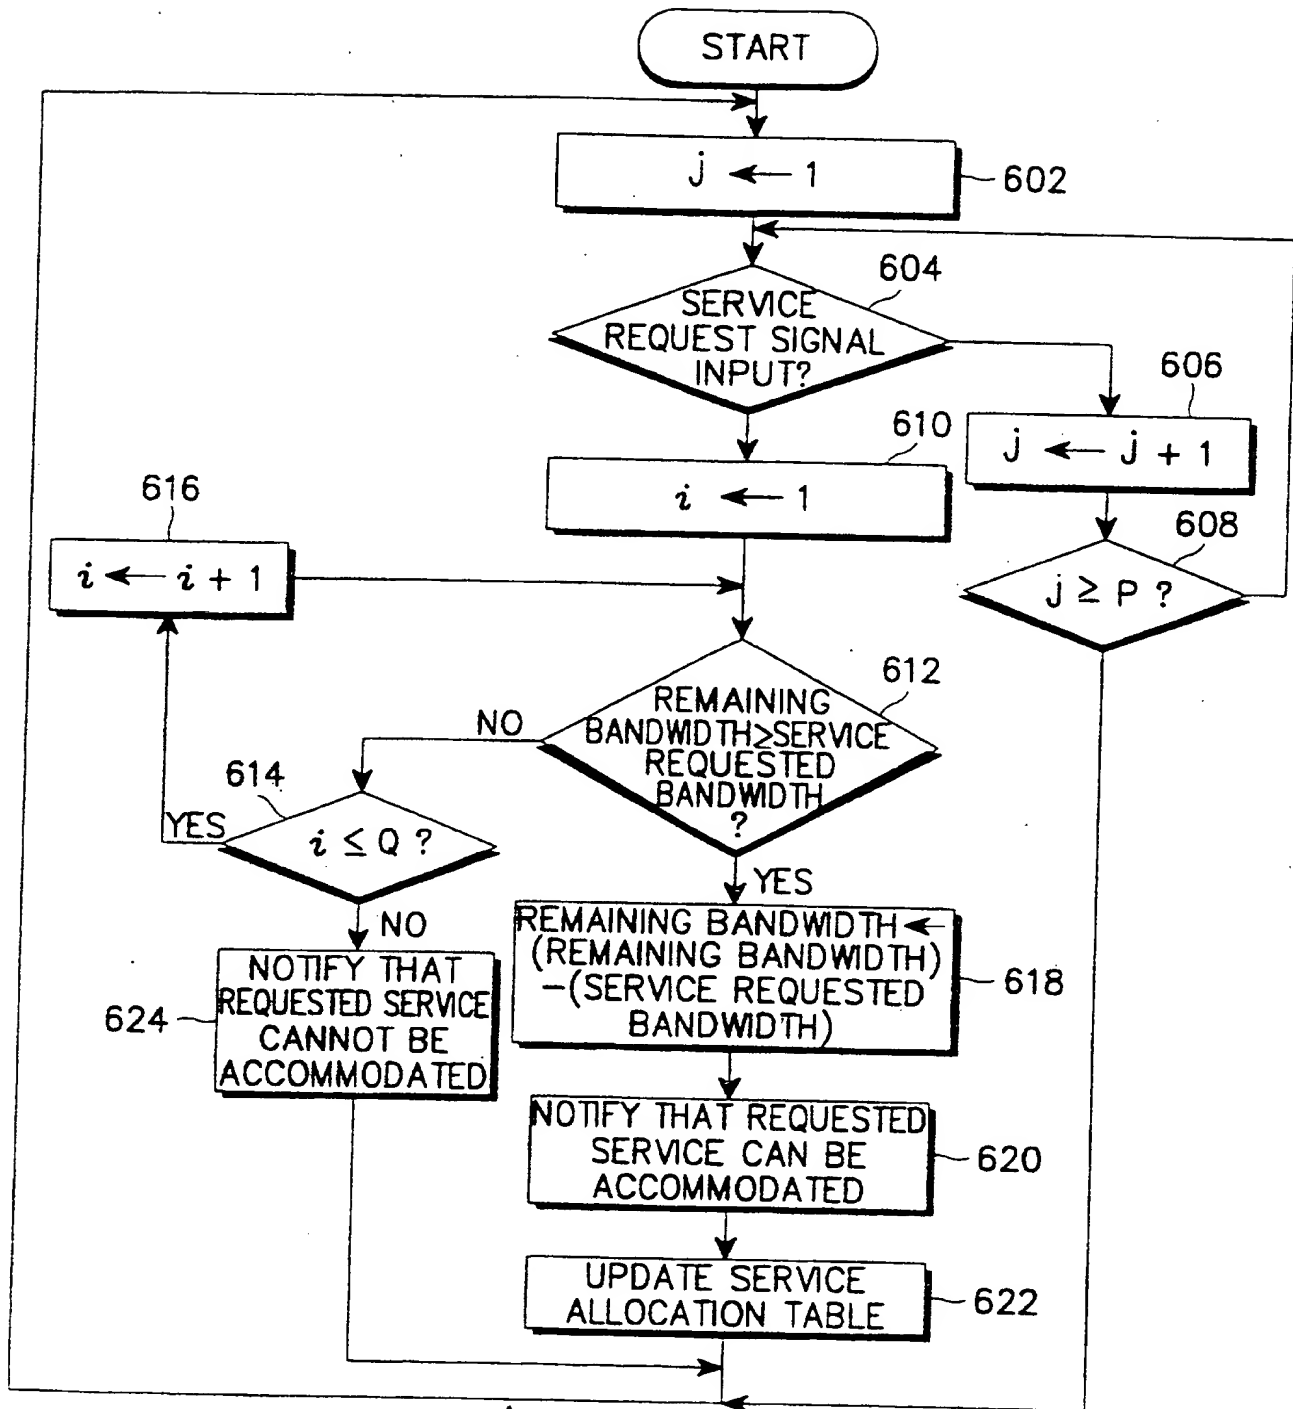 START
j ← 1
602
604
SERVICE
REQUEST SIGNAL
INPUT?
606
j ← j + 1
610
i ← 1
616
i ← i + 1
608
j ≥ P ?
612
REMAINING
BANDWIDTH≥SERVICE
REQUESTED
BANDWIDTH
?
NO
614
YES
i ≤ Q ?
YES
NO
REMAINING BANDWIDTH ←
(REMAINING BANDWIDTH)
−(SERVICE REQUESTED
BANDWIDTH)
618
NOTIFY THAT
REQUESTED SERVICE
CANNOT BE
ACCOMMODATED
624
NOTIFY THAT REQUESTED
SERVICE CAN BE
ACCOMMODATED
620
UPDATE SERVICE
ALLOCATION TABLE
622